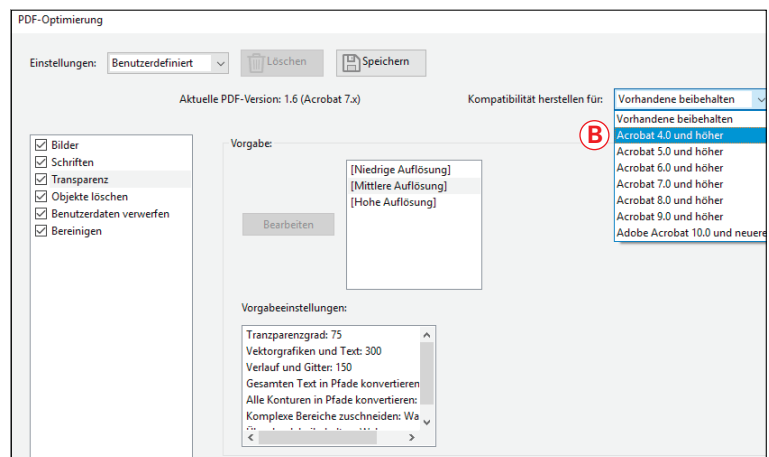 PDF-Optimierung
Einstellungen: Benutzerdefiniert Löschen Speichern
Aktuelle PDF-Version: 1.6 (Acrobat 7.x) Kompatibilität herstellen für: Vorhandene beibehalten
Vorhandene beibehalten
B Acrobat 4.0 und höher
Acrobat 5.0 und höher
Acrobat 6.0 und höher
Acrobat 7.0 und höher
Acrobat 8.0 und höher
Acrobat 9.0 und höher
Adobe Acrobat 10.0 und neuere
Bilder
Schriften
Transparenz
Objekte löschen
Benutzerdaten verwerfen
Bereinigen
Vorgabe:
[Niedrige Auflösung]
[Mittlere Auflösung]
[Hohe Auflösung]
Bearbeiten
Vorgabeeinstellungen:
Tranzparenzgrad: 75
Vektorgrafiken und Text: 300
Verlauf und Gitter: 150
Gesamten Text in Pfade konvertieren
Alle Konturen in Pfade konvertieren:
Komplexe Bereiche zuschneiden: Wa